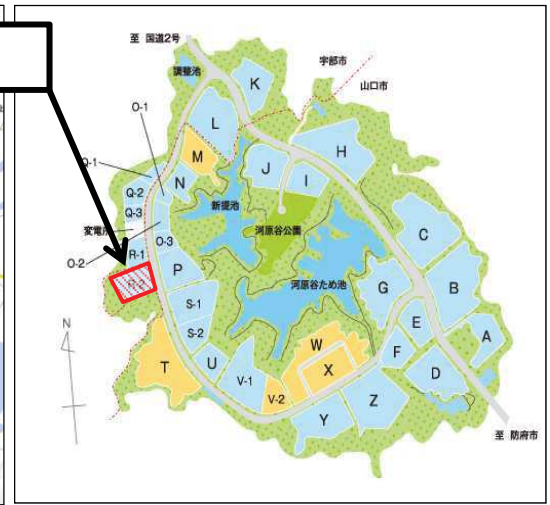 至 国道2号
宇部市
調整池
K
山口市
O-1
L
H
Q-1
M
J
I
N
Q-2
新堤池
C
Q-3
河原谷公園
変電所
O-3
R-1
O-2
P
河原谷ため池
G
B
S-1
E
A
N
S-2
W
F
T
U
X
D
V-1
V-2
Z
Y
至 防府市